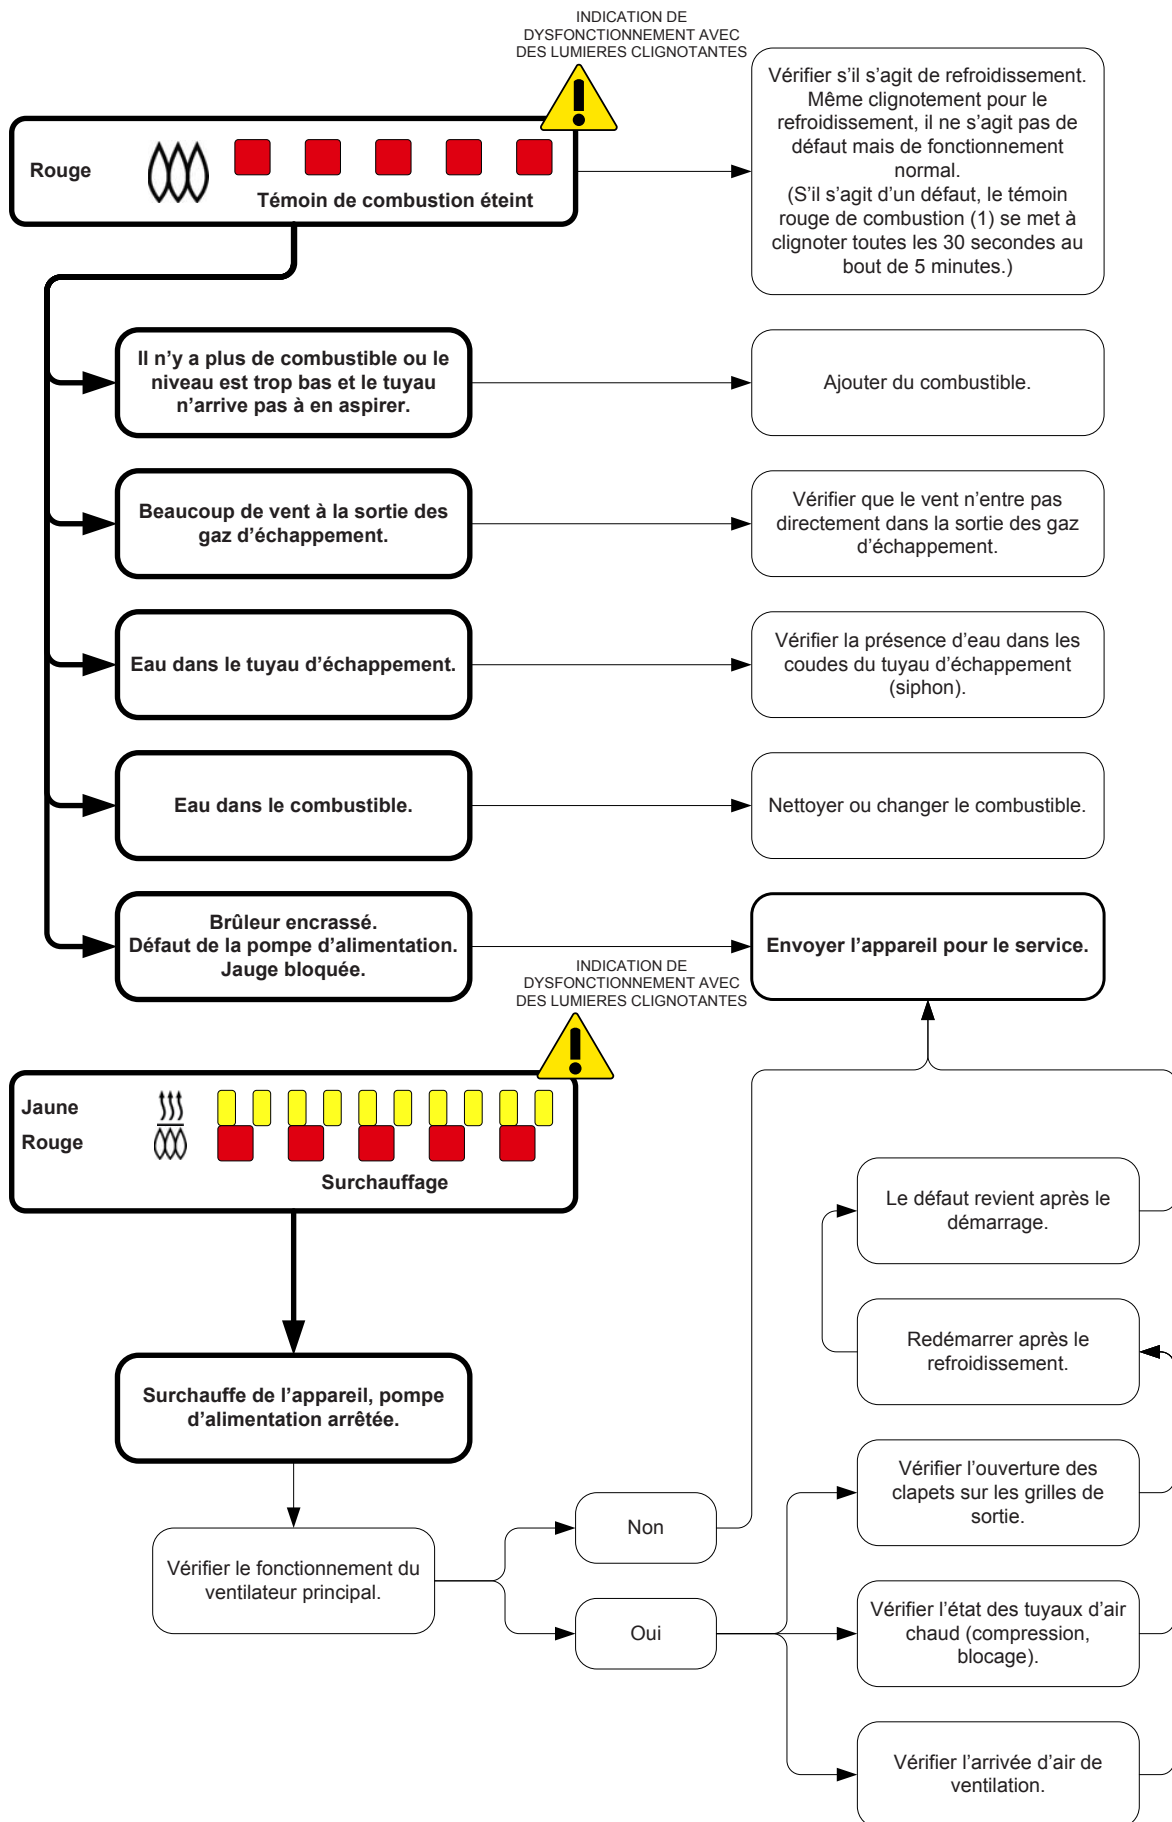 INDICATION DE
DYSFONCTIONNEMENT AVEC
DES LUMIERES CLIGNOTANTES
Rouge
Témoin de combustion éteint
Vérifier s’il s’agit de refroidissement.
Même clignotement pour le
refroidissement, il ne s’agit pas de
défaut mais de fonctionnement
normal.
(S’il s’agit d’un défaut, le témoin
rouge de combustion (1) se met à
clignoter toutes les 30 secondes au
bout de 5 minutes.)
Il n’y a plus de combustible ou le
niveau est trop bas et le tuyau
n’arrive pas à en aspirer.
Ajouter du combustible.
Beaucoup de vent à la sortie des
gaz d’échappement.
Vérifier que le vent n’entre pas
directement dans la sortie des gaz
d’échappement.
Eau dans le tuyau d’échappement.
Vérifier la présence d’eau dans les
coudes du tuyau d’échappement
(siphon).
Eau dans le combustible.
Nettoyer ou changer le combustible.
Brûleur encrassé.
Défaut de la pompe d’alimentation.
Jauge bloquée.
Envoyer l’appareil pour le service.
INDICATION DE
DYSFONCTIONNEMENT AVEC
DES LUMIERES CLIGNOTANTES
Jaune
Rouge
Surchauffage
Le défaut revient après le
démarrage.
Redémarrer après le
refroidissement.
Surchauffe de l’appareil, pompe
d’alimentation arrêtée.
Vérifier l’ouverture des
clapets sur les grilles de
sortie.
Non
Vérifier le fonctionnement du
ventilateur principal.
Oui
Vérifier l’état des tuyaux d’air
chaud (compression,
blocage).
Vérifier l’arrivée d’air de
ventilation.